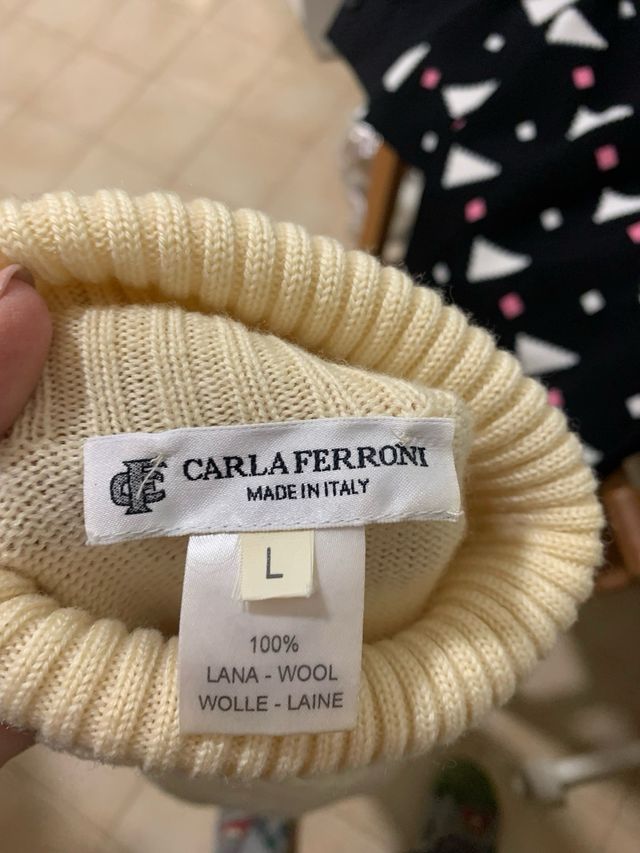 CARLA FERRONI
MADE IN ITALY
L
100%
LANA - WOOL
WOLLE - LAINE